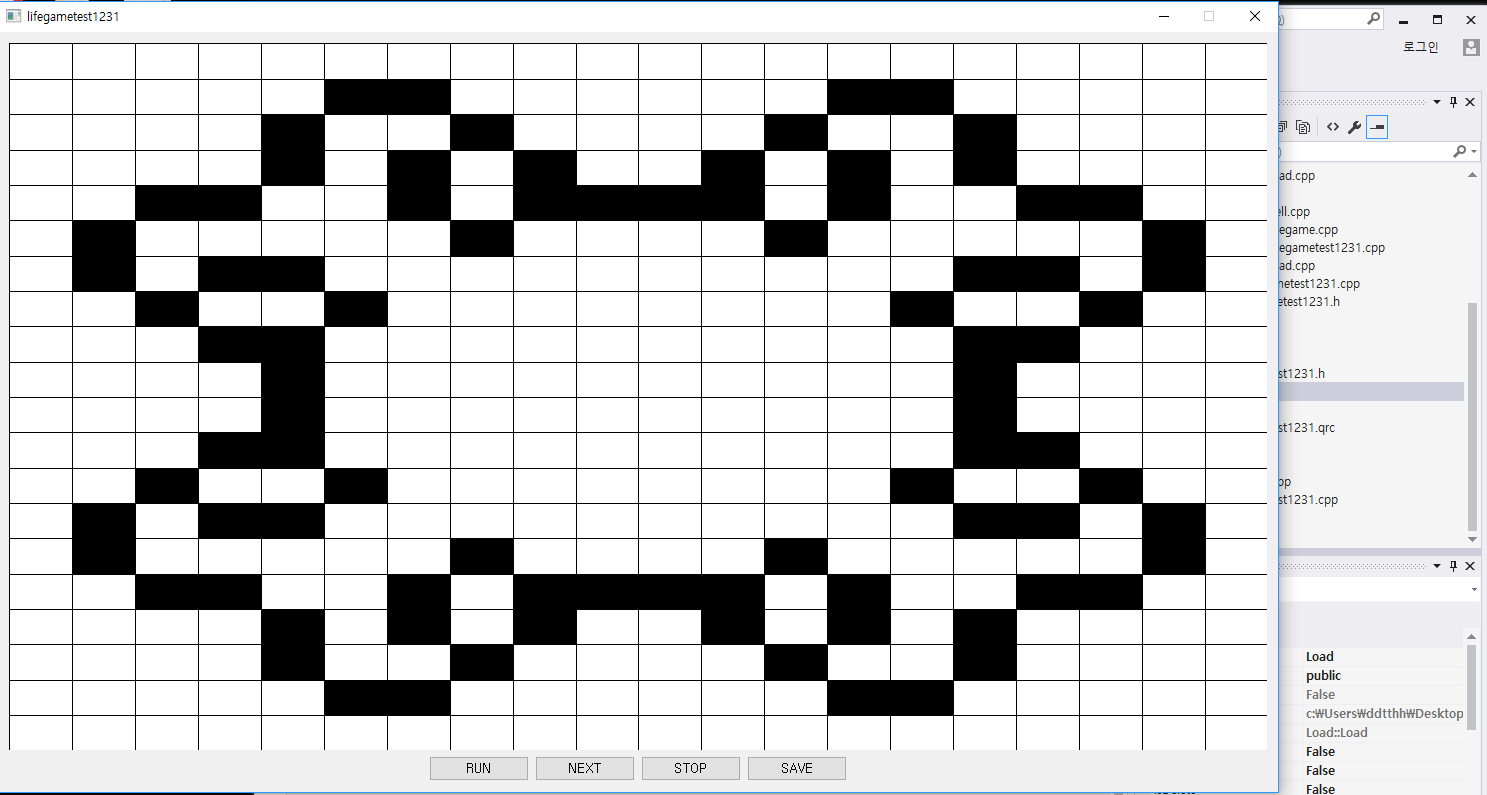 lifegametest1231
로그인
ad.cpp
ell.cpp
egame.cpp
egametest1231.cpp
ad.cpp
netest1231.cpp
etest1231.h
st1231.h
st1231.qrc
pp
st1231.cpp
Load
public
False
c:₩Users₩ddtthh₩Desktop
Load::Load
False
False
False
RUN NEXT STOP SAVE